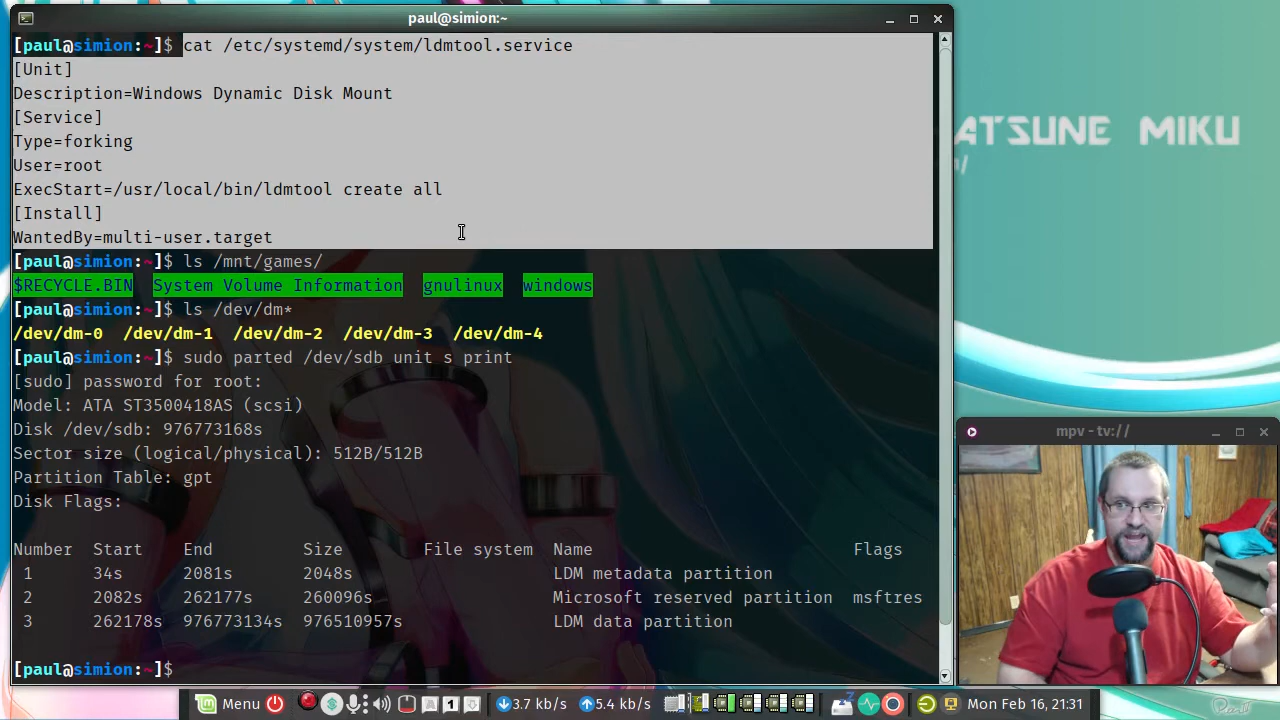 paul@simion:~
[paul@simion:~]$ cat /etc/systemd/system/ldmtool.service
[Unit]
Description=Windows Dynamic Disk Mount
[Service]
Type=forking
User=root
ExecStart=/usr/local/bin/ldmtool create all
[Install]
WantedBy=multi-user.target
[paul@simion:~]$ ls /mnt/games/
$RECYCLE.BIN  System Volume Information  gnulinux  windows
[paul@simion:~]$ ls /dev/dm*
/dev/dm-0  /dev/dm-1  /dev/dm-2  /dev/dm-3  /dev/dm-4
[paul@simion:~]$ sudo parted /dev/sdb unit s print
[sudo] password for root:
Model: ATA ST3500418AS (scsi)
Disk /dev/sdb: 976773168s
Sector size (logical/physical): 512B/512B
Partition Table: gpt
Disk Flags:
Number  Start  End  Size  File system  Name  Flags
1  34s  2081s  2048s  LDM metadata partition
2  2082s  262177s  260096s  Microsoft reserved partition  msftres
3  262178s  976773134s  976510957s  LDM data partition
[paul@simion:~]$
ATSUNE MIKU
mpv - tv://
Menu  A  1  3.7 kb/s  5.4 kb/s  Mon Feb 16, 21:31